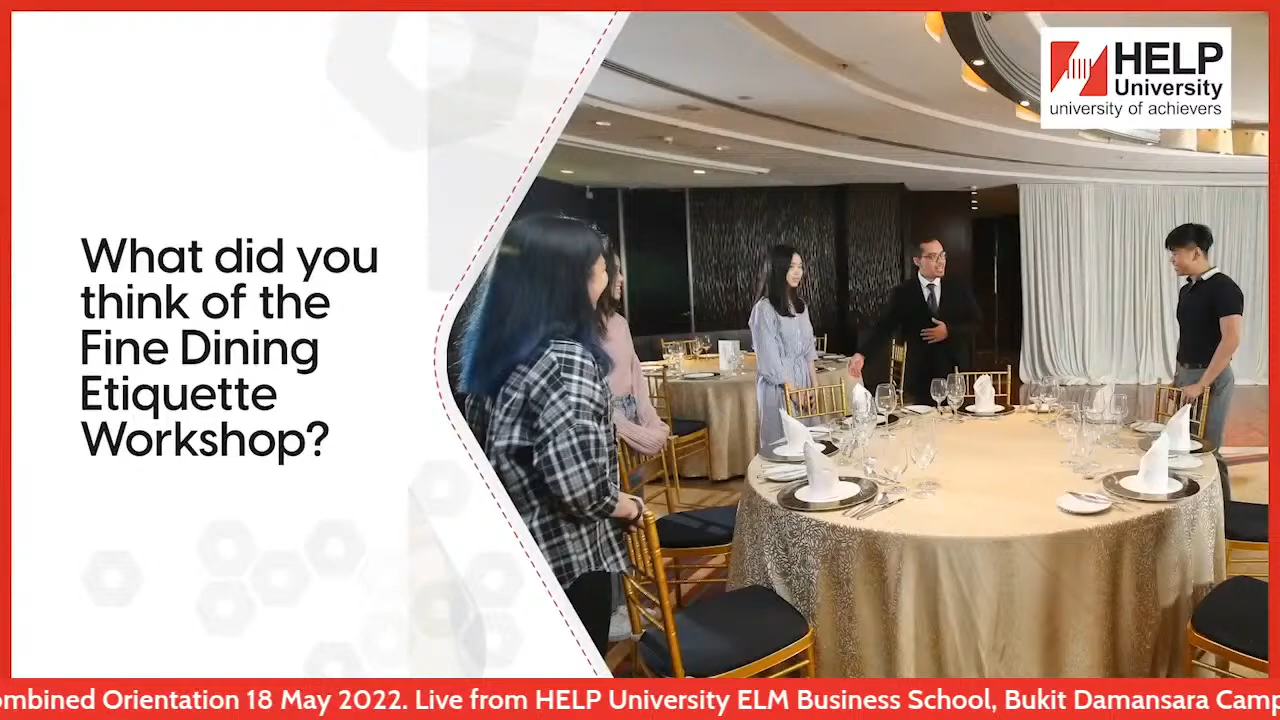 What did you
think of the
Fine Dining
Etiquette
Workshop?
HELP
University
university of achievers
ombined Orientation 18 May 2022. Live from HELP University ELM Business School, Bukit Damansara Camp